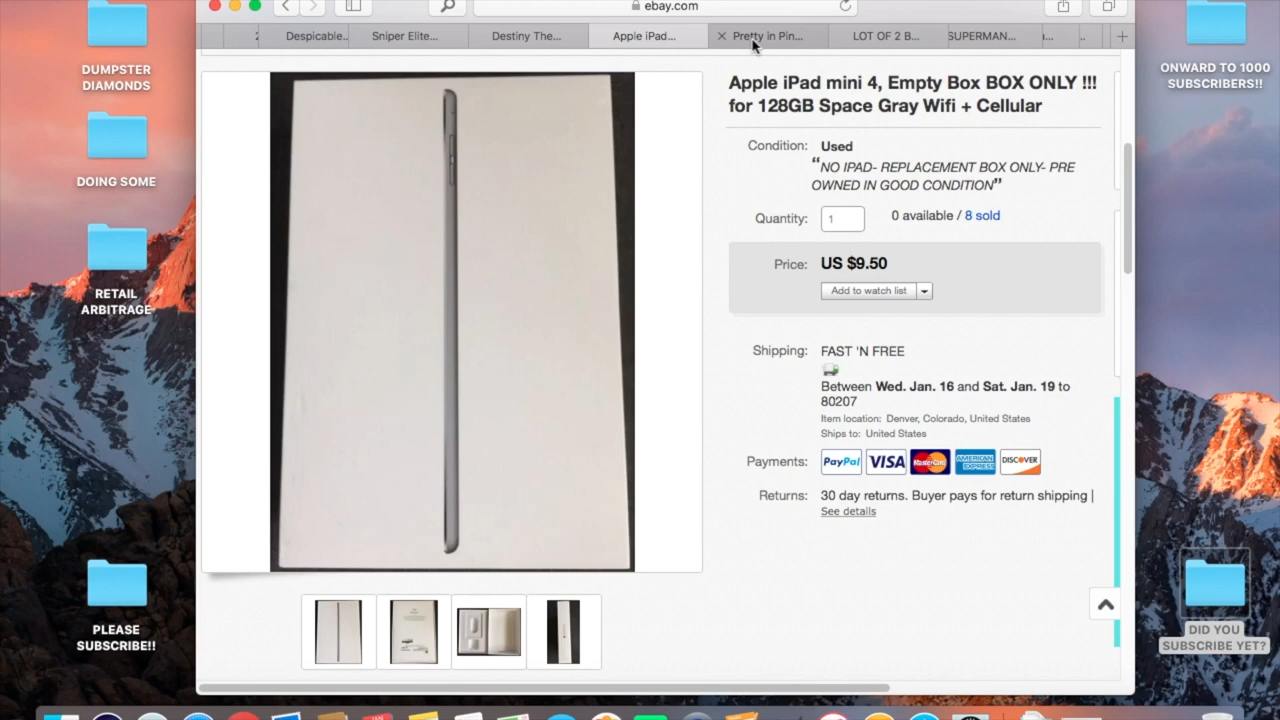 ebay.com
Despicable..
Sniper Elite...
Destiny The...
Apple iPad...
Pretty in Pin...
LOT OF 2 B...
SUPERMAN...
DUMPSTER
DIAMONDS
DOING SOME
RETAIL
ARBITRAGE
PLEASE
SUBSCRIBE!!
Apple iPad mini 4, Empty Box BOX ONLY !!!
for 128GB Space Gray Wifi + Cellular
Condition: Used
“NO IPAD- REPLACEMENT BOX ONLY- PRE
OWNED IN GOOD CONDITION”
Quantity: 1 0 available / 8 sold
Price: US $9.50
Add to watch list
Shipping: FAST 'N FREE
Between Wed. Jan. 16 and Sat. Jan. 19 to
80207
Item location: Denver, Colorado, United States
Ships to: United States
Payments: PayPal VISA MasterCard AMERICAN EXPRESS DISCOVER
Returns: 30 day returns. Buyer pays for return shipping |
See details
ONWARD TO 1000
SUBSCRIBERS!!
DID YOU
SUBSCRIBE YET?
JAN